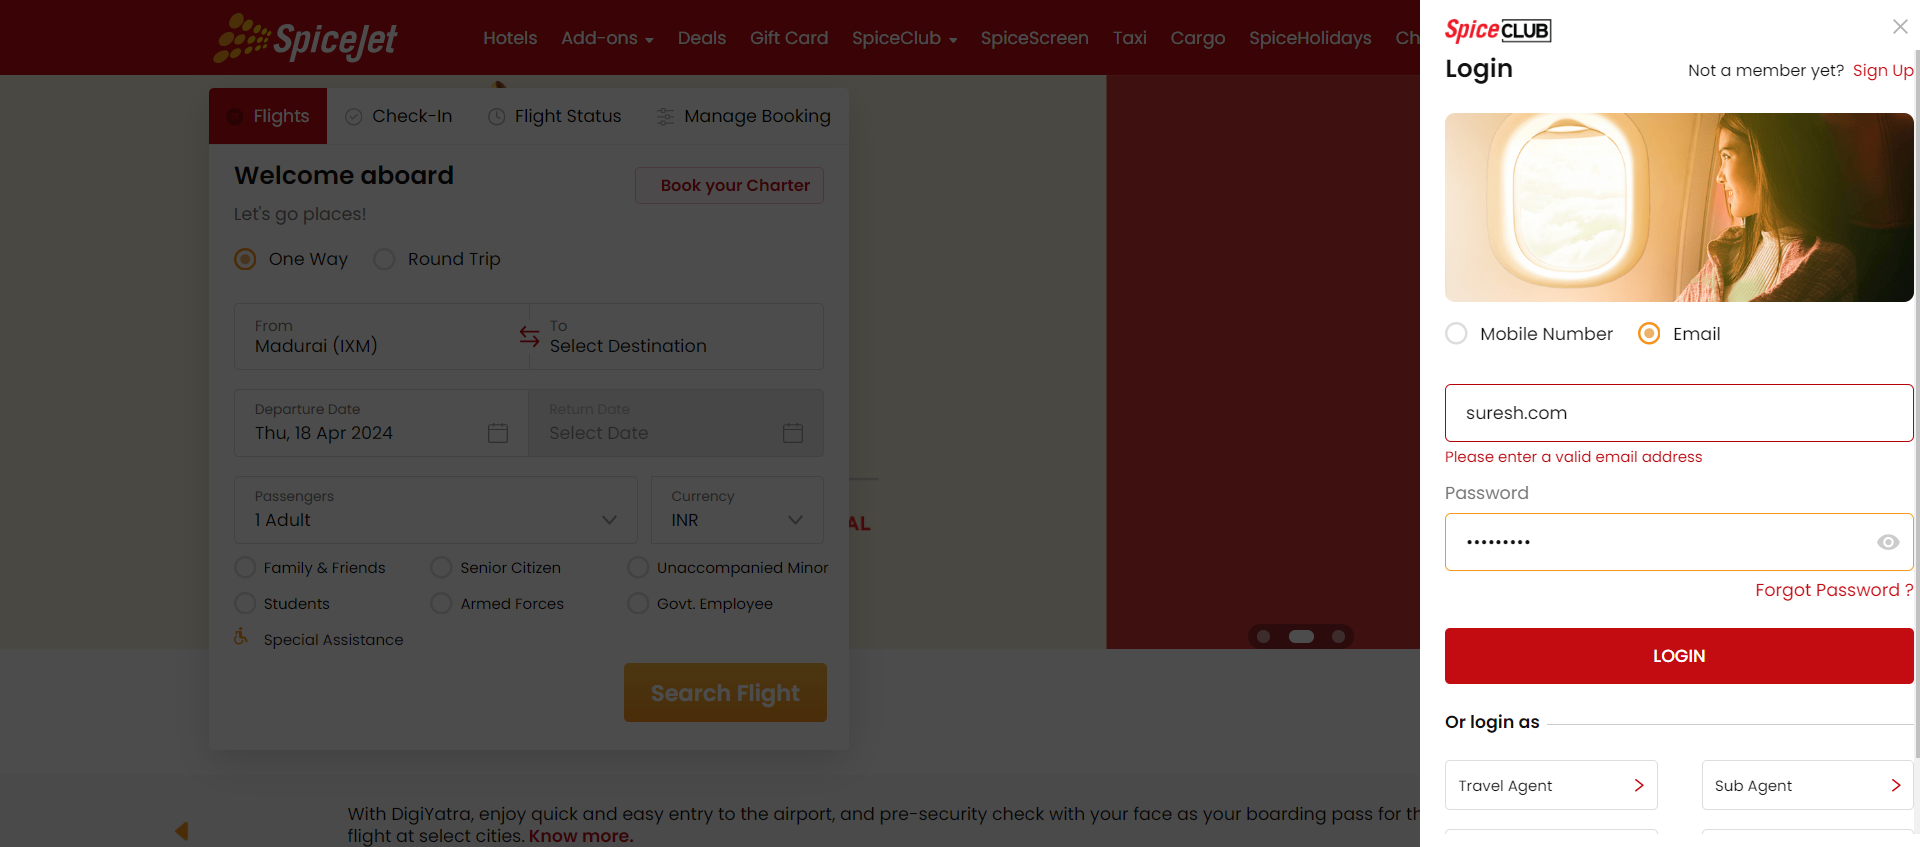 SpiceJet
Hotels Add-ons Deals Gift Card SpiceClub SpiceScreen Taxi Cargo SpiceHolidays Ch
Flights Check-In Flight Status Manage Booking
Welcome aboard
Book your Charter
Let's go places!
One Way Round Trip
From
Madurai (IXM)
To
Select Destination
Departure Date
Thu, 18 Apr 2024
Return Date
Select Date
Passengers
1 Adult
Currency
INR
AL
Family & Friends Senior Citizen Unaccompanied Minor
Students Armed Forces Govt. Employee
Special Assistance
Search Flight
With DigiYatra, enjoy quick and easy entry to the airport, and pre-security check with your face as your boarding pass for th
flight at select cities. Know more.
SpiceCLUB
Login
Not a member yet? Sign Up
Mobile Number Email
suresh.com
Please enter a valid email address
Password
•••••••••
Forgot Password ?
LOGIN
Or login as
Travel Agent Sub Agent